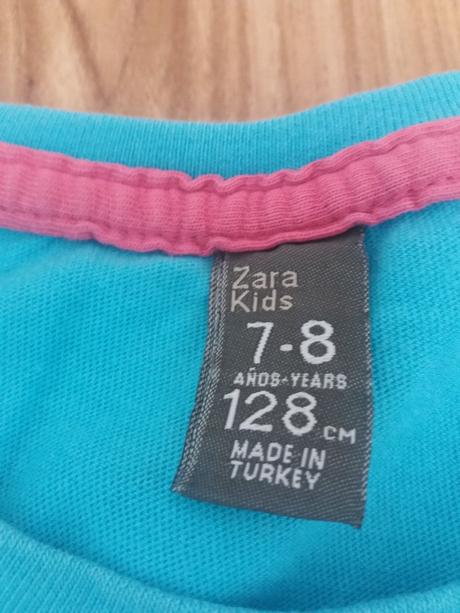 Zara
Kids
7-8
AÑOS-YEARS
128 CM
MADE IN
TURKEY